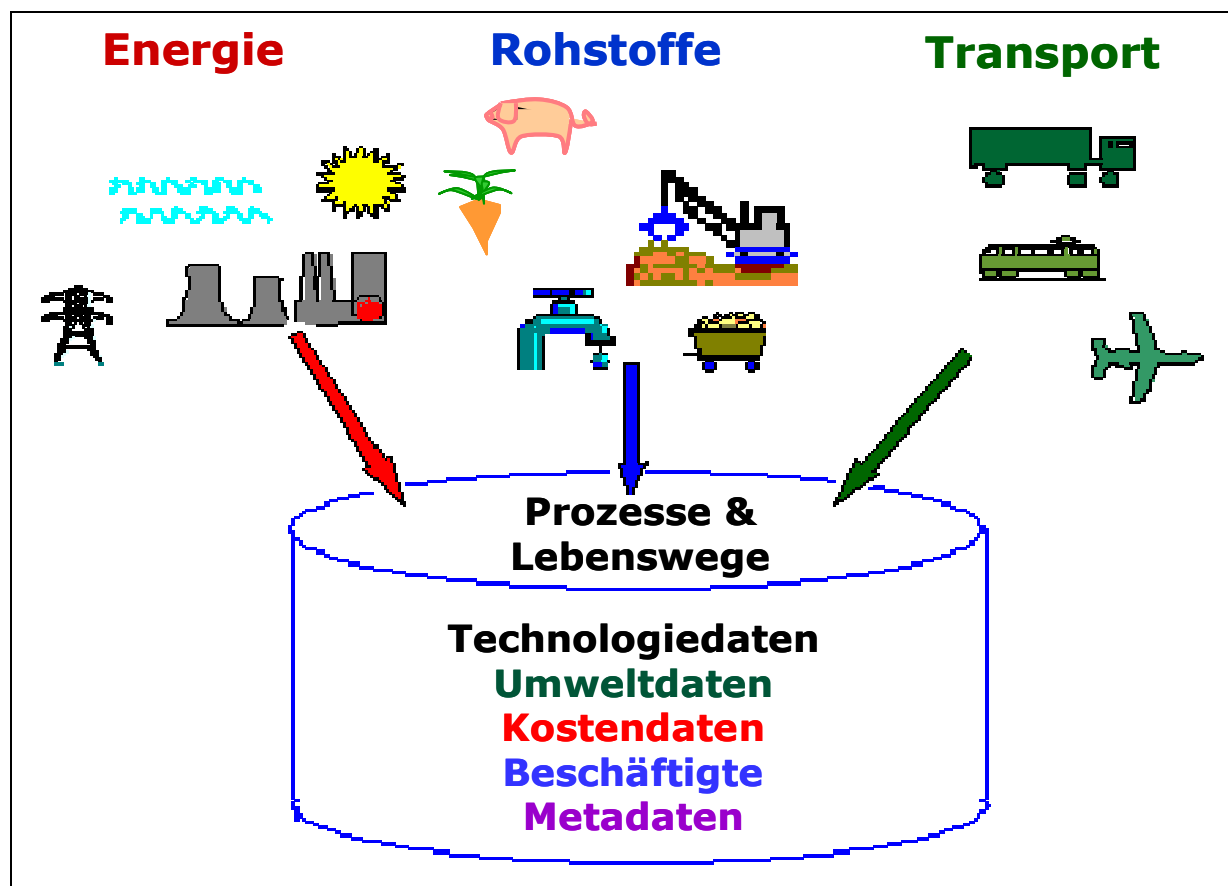 Energie
Rohstoffe
Transport
Prozesse &
Lebenswege
Technologiedaten
Umweltdaten
Kostendaten
Beschäftigte
Metadaten